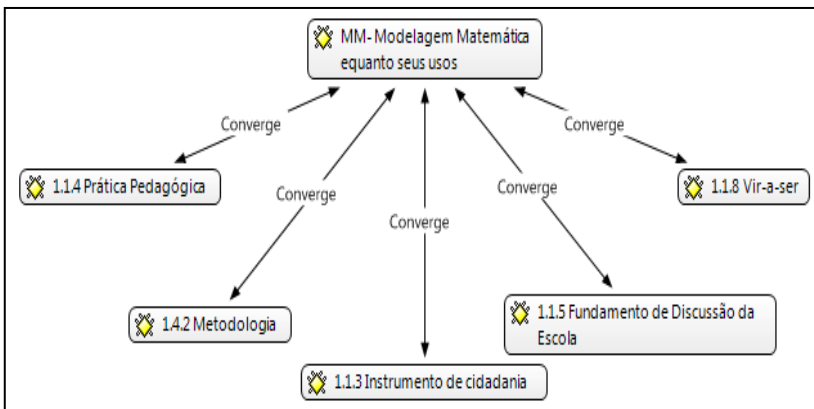 MM- Modelagem Matemática
equanto seus usos
Converge
Converge
1.1.4 Prática Pedagógica
Converge
Converge
1.1.8 Vir-a-ser
Converge
1.4.2 Metodologia
1.1.5 Fundamento de Discussão da
Escola
1.1.3 Instrumento de cidadania